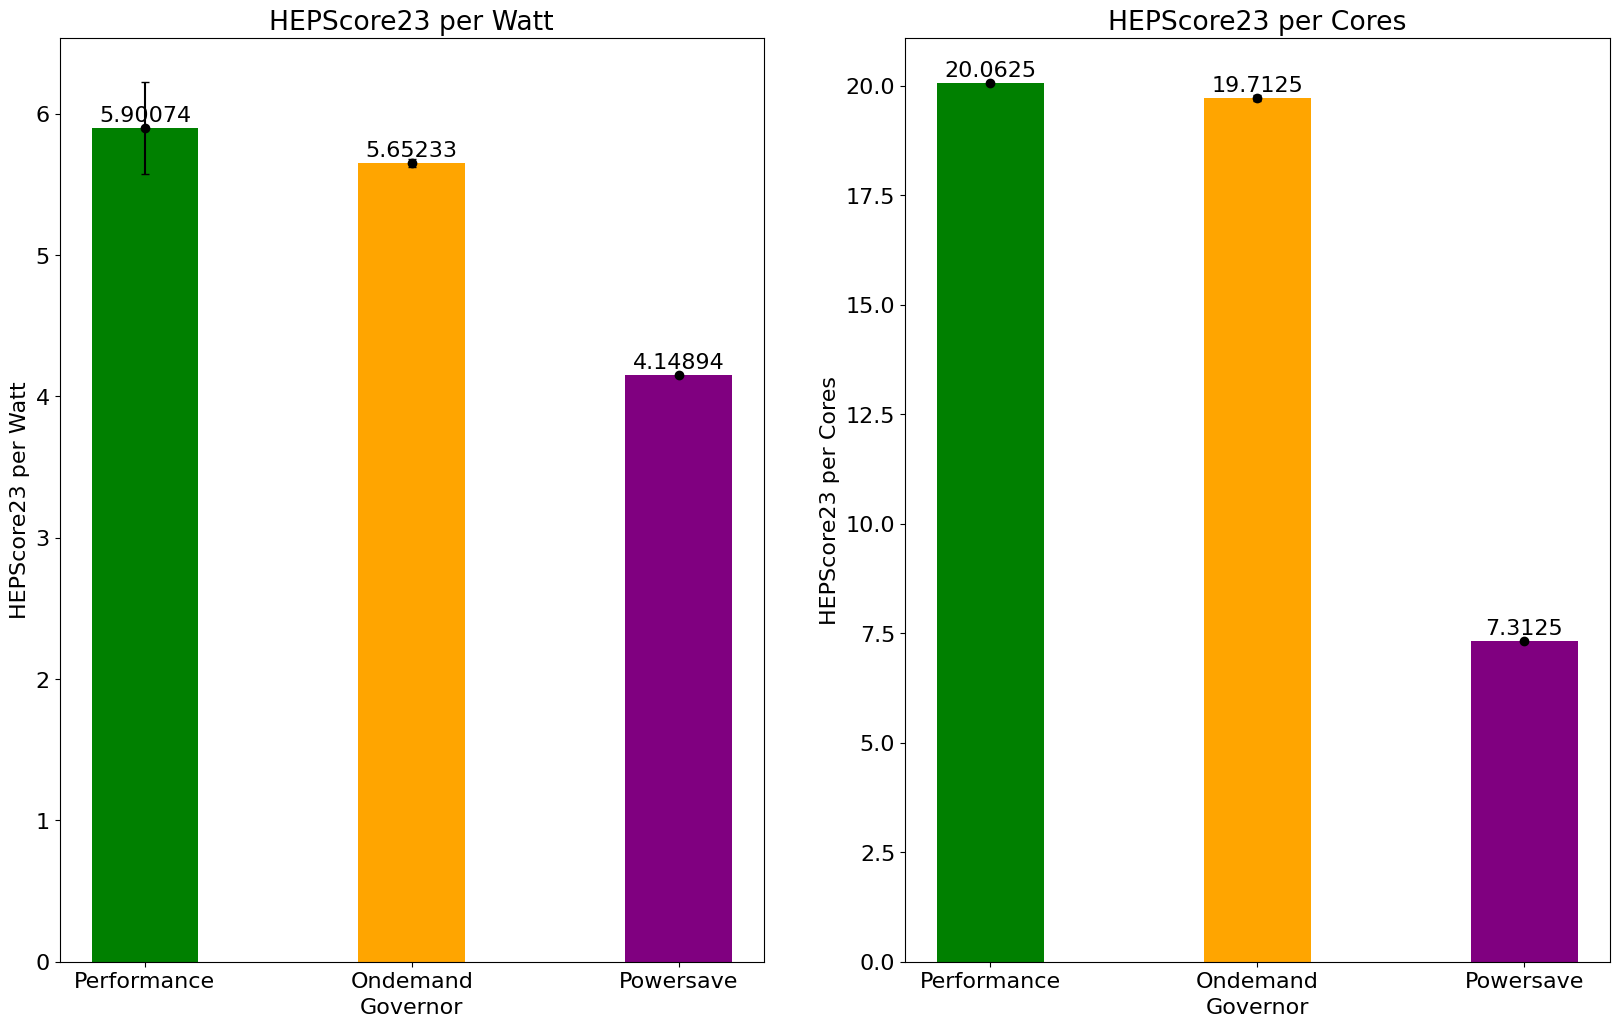 HEPScore23 per Watt
HEPScore23 per Watt
6
5
4
3
2
1
0
5.90074
5.65233
4.14894
Performance
Ondemand
Powersave
Governor
HEPScore23 per Cores
HEPScore23 per Cores
20.0
17.5
15.0
12.5
10.0
7.5
5.0
2.5
0.0
20.0625
19.7125
7.3125
Performance
Ondemand
Powersave
Governor